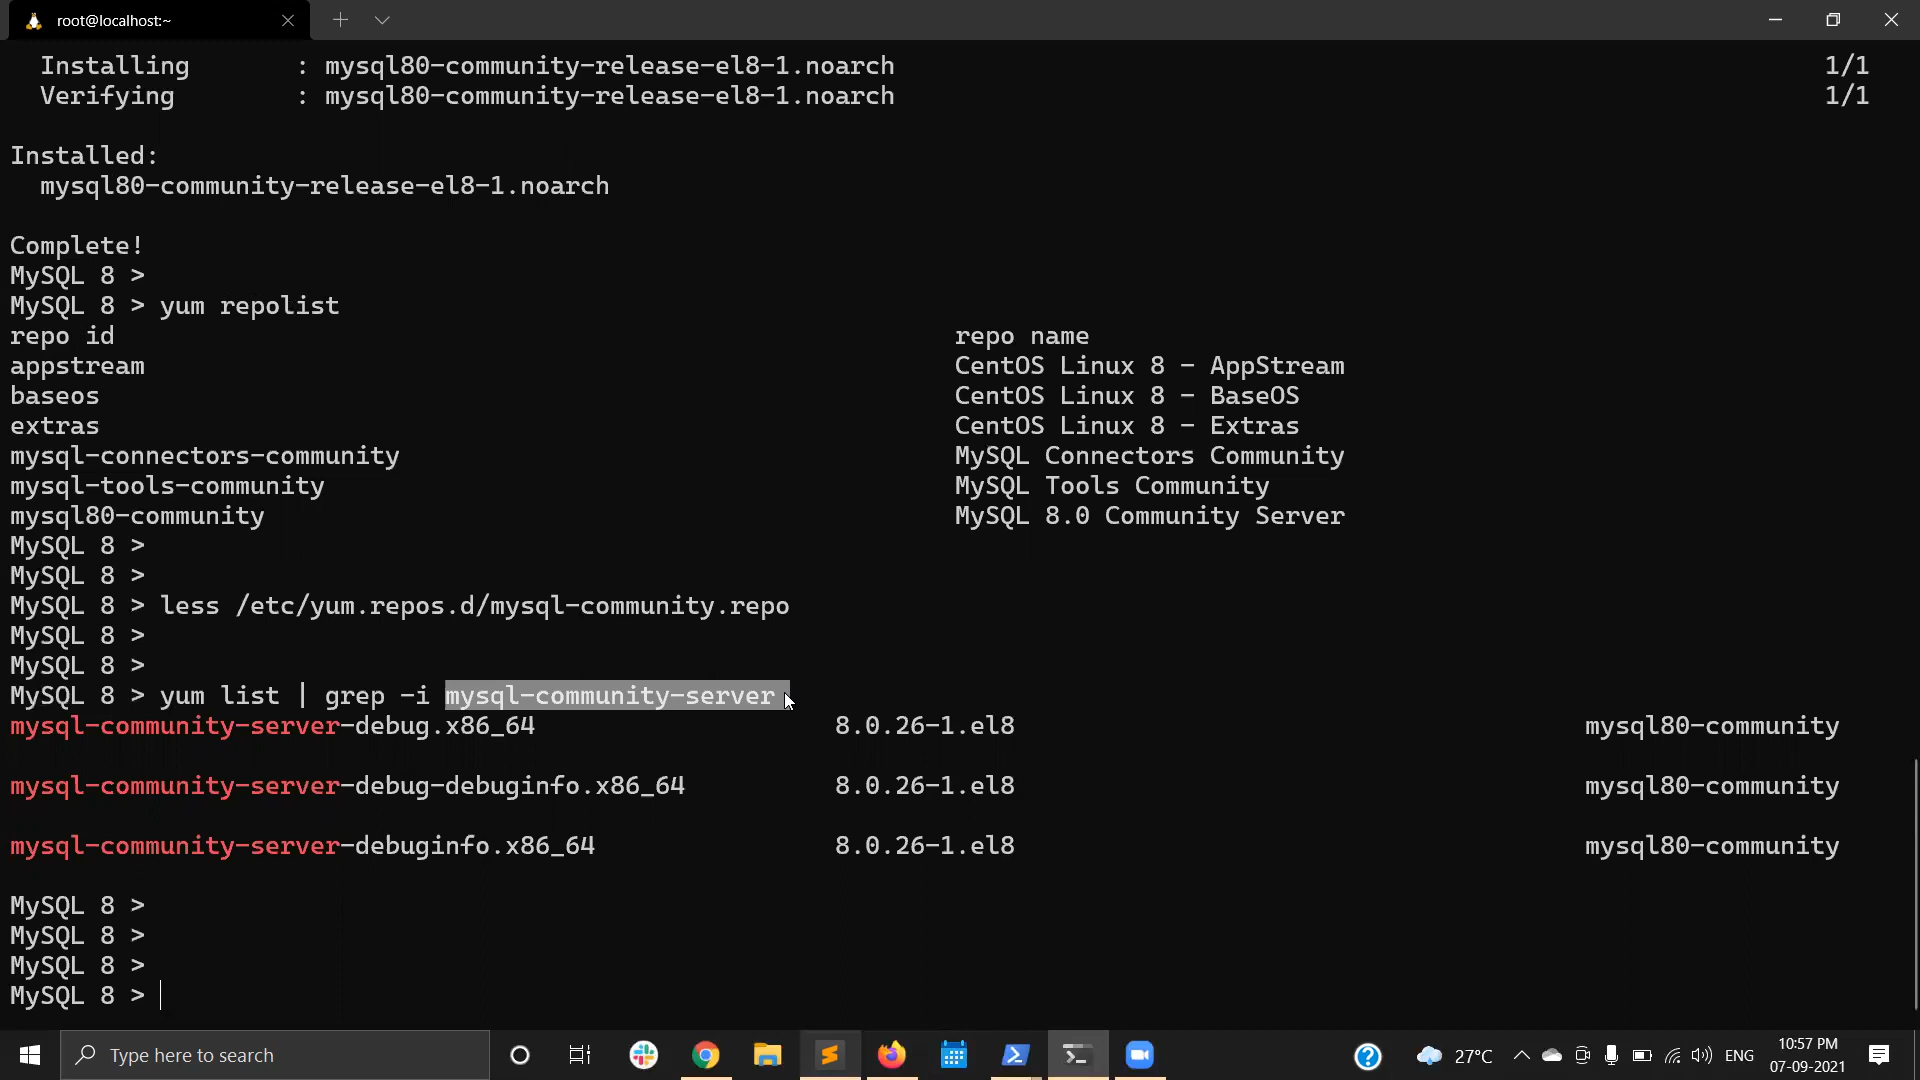 root@localhost:~
Installing : mysql80-community-release-el8-1.noarch 1/1
Verifying : mysql80-community-release-el8-1.noarch 1/1
Installed:
mysql80-community-release-el8-1.noarch
Complete!
MySQL 8 >
MySQL 8 > yum repolist
repo id repo name
appstream CentOS Linux 8 - AppStream
baseos CentOS Linux 8 - BaseOS
extras CentOS Linux 8 - Extras
mysql-connectors-community MySQL Connectors Community
mysql-tools-community MySQL Tools Community
mysql80-community MySQL 8.0 Community Server
MySQL 8 >
MySQL 8 >
MySQL 8 > less /etc/yum.repos.d/mysql-community.repo
MySQL 8 >
MySQL 8 >
MySQL 8 > yum list | grep -i mysql-community-server
mysql-community-server-debug.x86_64 8.0.26-1.el8 mysql80-community
mysql-community-server-debug-debuginfo.x86_64 8.0.26-1.el8 mysql80-community
mysql-community-server-debuginfo.x86_64 8.0.26-1.el8 mysql80-community
MySQL 8 >
MySQL 8 >
MySQL 8 >
MySQL 8 >
Type here to search
27°C
ENG
10:57 PM
07-09-2021